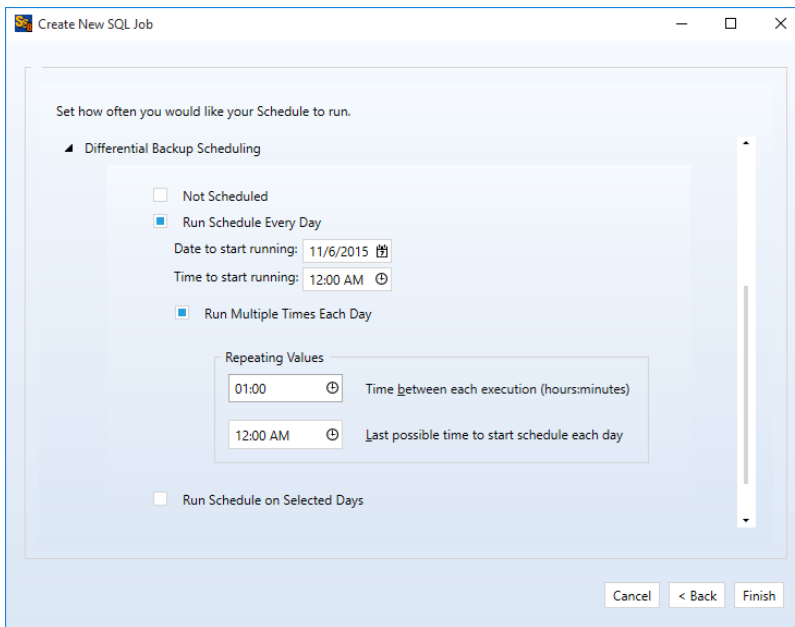 Create New SQL Job
Set how often you would like your Schedule to run.
Differential Backup Scheduling
Not Scheduled
Run Schedule Every Day
Date to start running: 11/6/2015
Time to start running: 12:00 AM
Run Multiple Times Each Day
Repeating Values
01:00 Time between each execution (hours:minutes)
12:00 AM Last possible time to start schedule each day
Run Schedule on Selected Days
Cancel < Back Finish